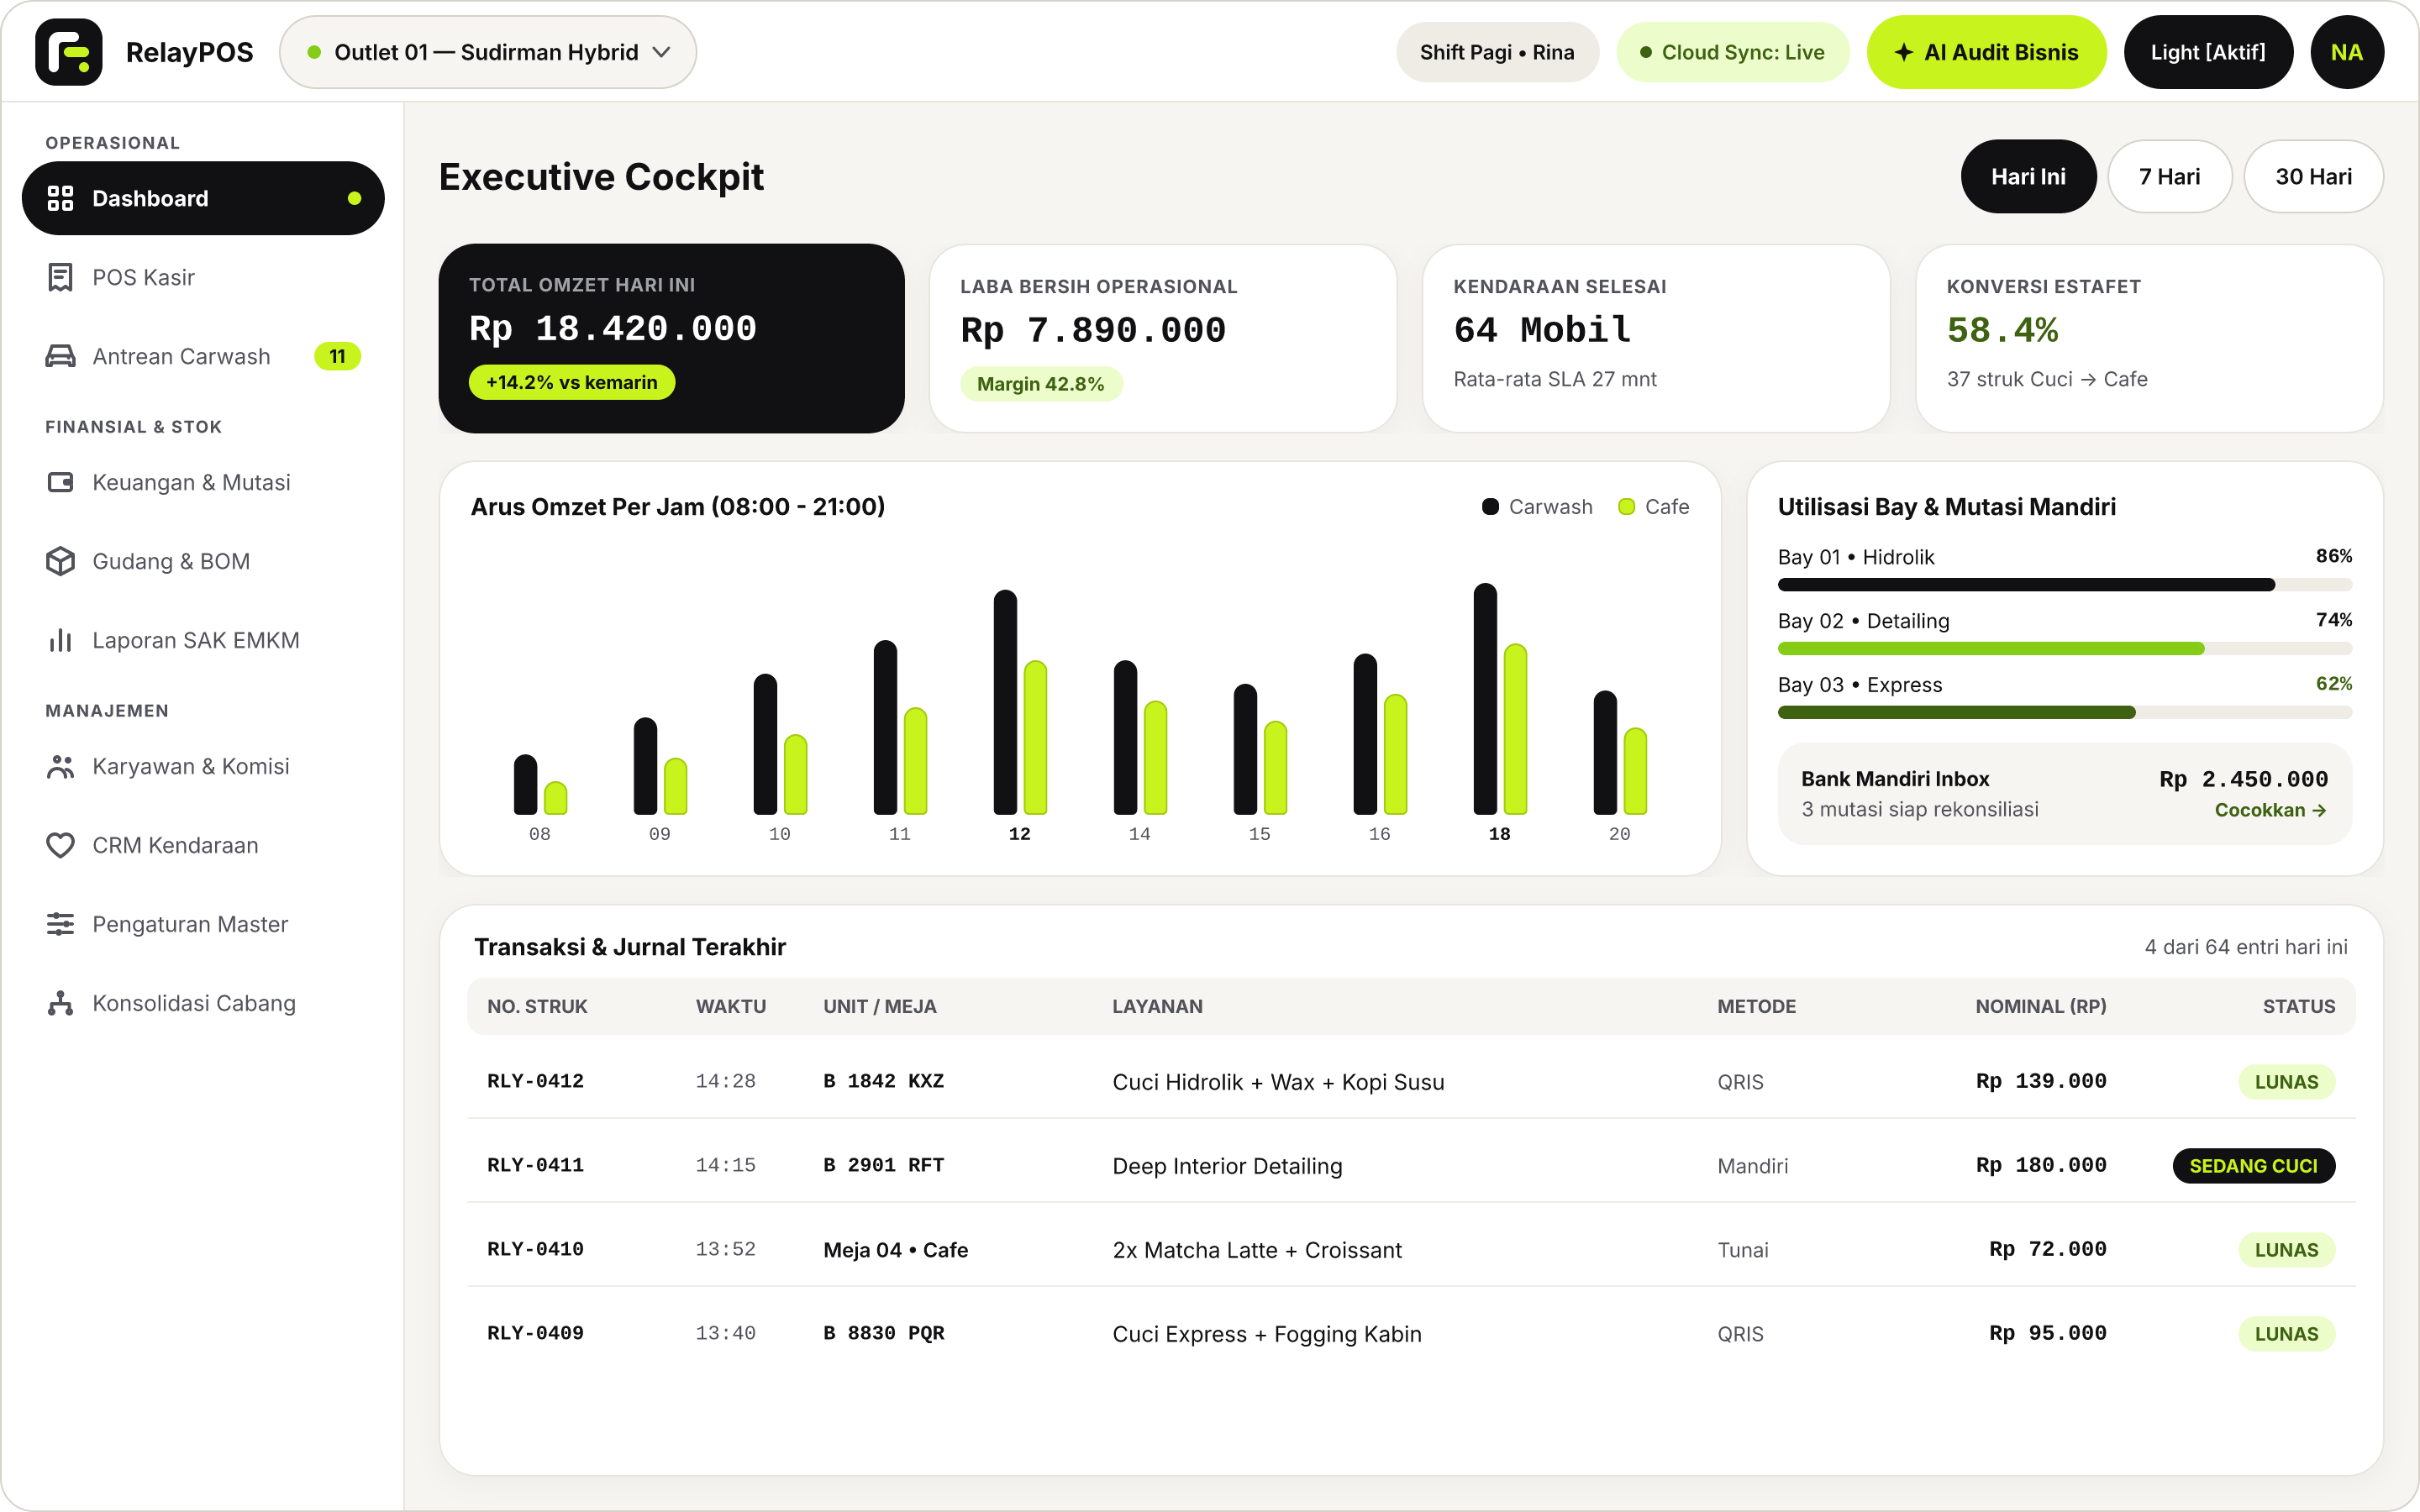 RelayPOS
Outlet 01 — Sudirman Hybrid
Shift Pagi • Rina
Cloud Sync: Live
AI Audit Bisnis
Light [Aktif]
NA
OPERASIONAL
Dashboard
POS Kasir
Antrean Carwash 11
FINANSIAL & STOK
Keuangan & Mutasi
Gudang & BOM
Laporan SAK EMKM
MANAJEMEN
Karyawan & Komisi
CRM Kendaraan
Pengaturan Master
Konsolidasi Cabang
Executive Cockpit
Hari Ini
7 Hari
30 Hari
TOTAL OMZET HARI INI
Rp 18.420.000
+14.2% vs kemarin
LABA BERSIH OPERASIONAL
Rp 7.890.000
Margin 42.8%
KENDARAAN SELESAI
64 Mobil
Rata-rata SLA 27 mnt
KONVERSI ESTAFET
58.4%
37 struk Cuci → Cafe
Arus Omzet Per Jam (08:00 - 21:00)
Carwash
Cafe
08 09 10 11 12 14 15 16 18 20
Utilisasi Bay & Mutasi Mandiri
Bay 01 • Hidrolik 86%
Bay 02 • Detailing 74%
Bay 03 • Express 62%
Bank Mandiri Inbox Rp 2.450.000
3 mutasi siap rekonsiliasi Cocokkan →
Transaksi & Jurnal Terakhir
4 dari 64 entri hari ini
NO. STRUK WAKTU UNIT / MEJA LAYANAN METODE NOMINAL (RP) STATUS
RLY-0412 14:28 B 1842 KXZ Cuci Hidrolik + Wax + Kopi Susu QRIS Rp 139.000 LUNAS
RLY-0411 14:15 B 2901 RFT Deep Interior Detailing Mandiri Rp 180.000 SEDANG CUCI
RLY-0410 13:52 Meja 04 • Cafe 2x Matcha Latte + Croissant Tunai Rp 72.000 LUNAS
RLY-0409 13:40 B 8830 PQR Cuci Express + Fogging Kabin QRIS Rp 95.000 LUNAS